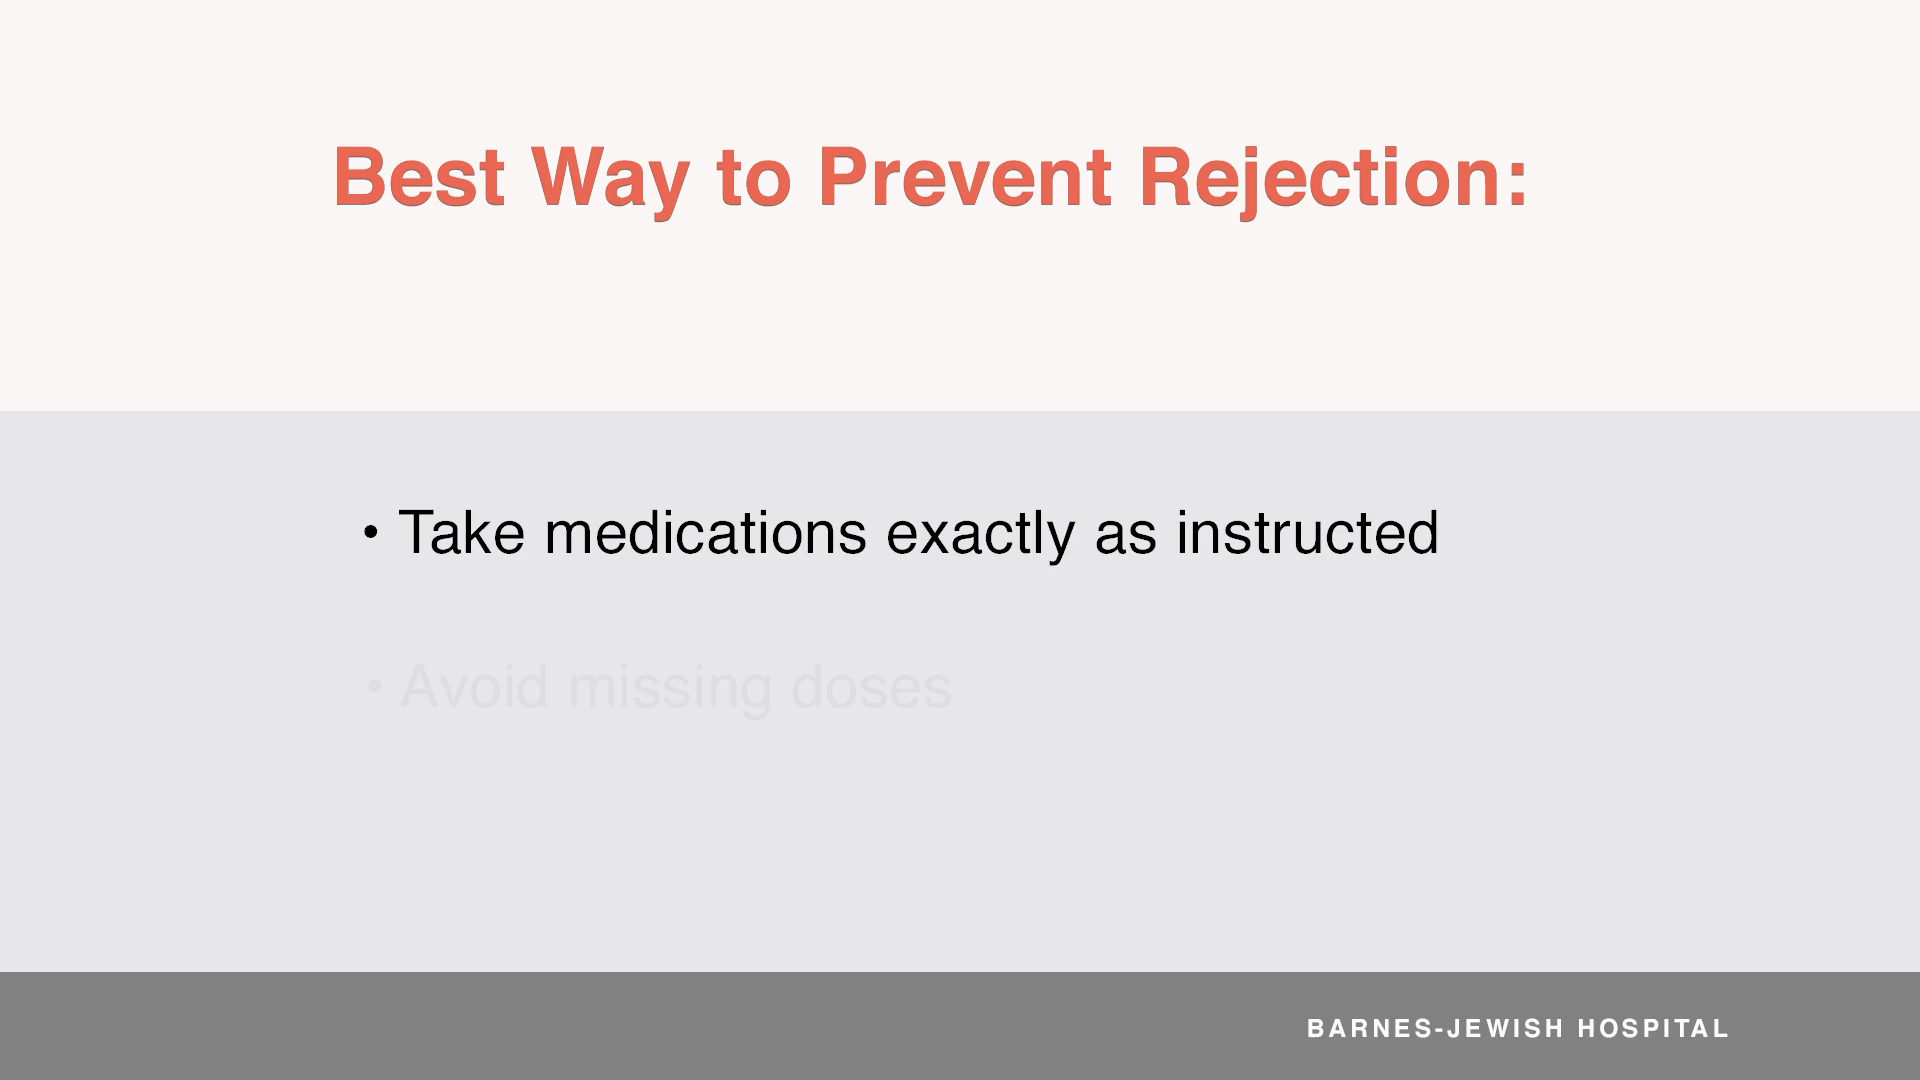 Best Way to Prevent Rejection:
• Take medications exactly as instructed
• Avoid missing doses
BARNES-JEWISH HOSPITAL